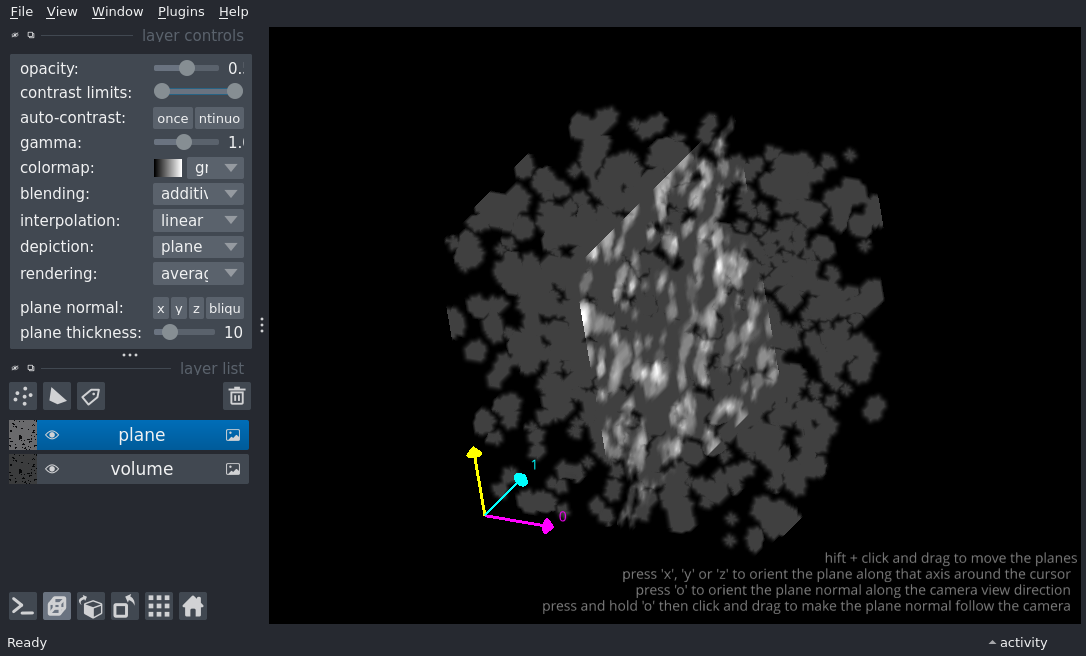 File View Window Plugins Help
layer controls
opacity: 0.
contrast limits:
auto-contrast: once ntinuo
gamma: 1.
colormap: gr
blending: additiv
interpolation: linear
depiction: plane
rendering: averag
plane normal: x y z bliqu
plane thickness: 10
layer list
plane
volume
1
0
hift + click and drag to move the planes
press 'x', 'y' or 'z' to orient the plane along that axis around the cursor
press 'o' to orient the plane normal along the camera view direction
press and hold 'o' then click and drag to make the plane normal follow the camera
Ready
activity